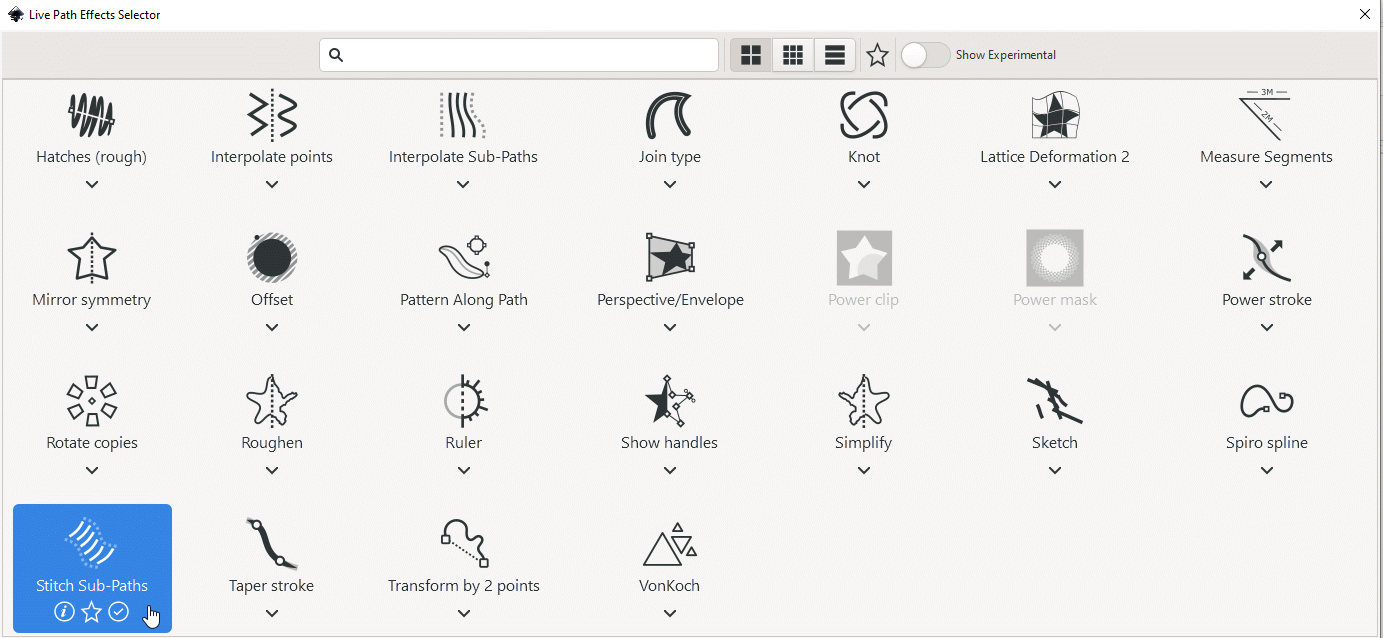 Live Path Effects Selector
Show Experimental
3M
2M
Hatches (rough)
Interpolate points
Interpolate Sub-Paths
Join type
Knot
Lattice Deformation 2
Measure Segments
Mirror symmetry
Offset
Pattern Along Path
Perspective/Envelope
Power clip
Power mask
Power stroke
Rotate copies
Roughen
Ruler
Show handles
Simplify
Sketch
Spiro spline
Stitch Sub-Paths
Taper stroke
Transform by 2 points
VonKoch